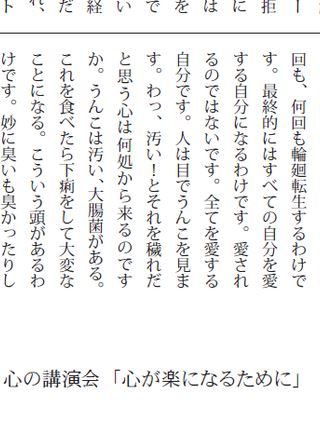 ー
拒
に
は
を
で
い
経
だ
れ、
ト
回も、何回も輪廻転生するわけで
す。最終的にはすべての自分を愛
する自分になるわけです。愛され
るのではないです。全てを愛する
自分です。人は目でうんこを見ま
す。わっ、汚い！とそれを穢れだ
と思う心は何処から来るのです
か。うんこは汚い、大腸菌がある。
これを食べたら下痢をして大変な
ことになる。こういう頭があるわ
けです。妙に臭いも臭かったりし
心の講演会「心が楽になるために」